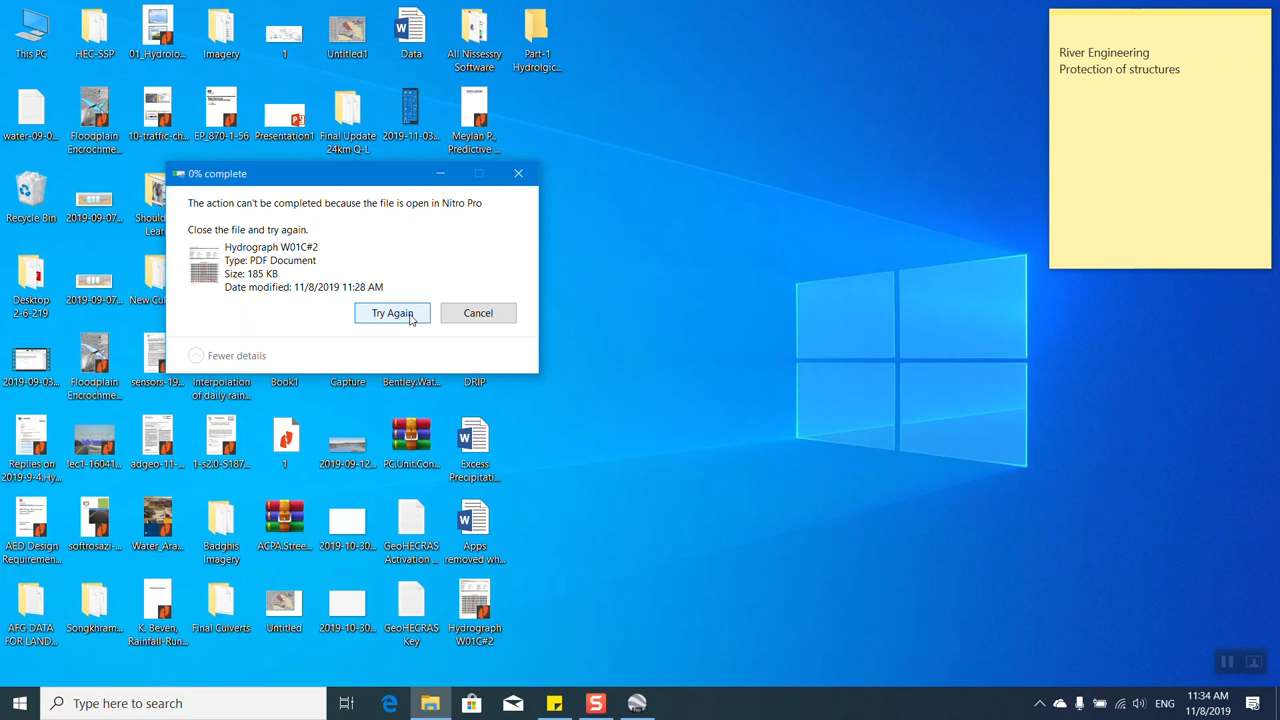 This PC
HEC-SSP
01_Hydrolo...
Imagery
1
Untitled1
Data
All Nissessry
Software
Part-1
Hydrolgic...
water-09-0...
Floodplain
Encrochme...
10-traffic-ch...
EP_870-1-56
Presentation1
Final Update
24km Q-L
2019-11-03...
Meylan P.,
Predictive ...
Recycle Bin
2019-09-07...
Should
Lear
Desktop
2-6-219
2019-09-07...
New Cu
0% complete
The action can't be completed because the file is open in Nitro Pro
Close the file and try again.
Hydrograph W01C#2
Type: PDF Document
Size: 185 KB
Date modified: 11/8/2019 11:28 AM
Try Again
Cancel
Fewer details
2019-09-03...
Floodplain
Encrochme...
sensors-19...
Interpolation
of daily rain...
Book1
Capture
Bentley.Wat...
DRIP
Replies on
2019-9-4.Hy...
lec1-16041...
adgeo-11-...
1-s2.0-S187...
1
2019-09-12...
PC.Unit.Con...
Excess
Precipitati...
AED Design
Requiremen...
softrosazi-...
Water_Ara...
Badghis
Imagery
ACPA.Stree...
2019-10-30...
GeoHECRAS
Activation ...
Apps
removed wh...
AFG DATA
FOR LAND...
Songkhram...
K. Beven,
Rainfall-Run...
Final Culverts
Untitled
2019-10-30...
GeoHECRAS
Key
Hydrograph
W01C#2
River Engineering
Protection of structures
Type here to search
ENG
11:34 AM
11/8/2019